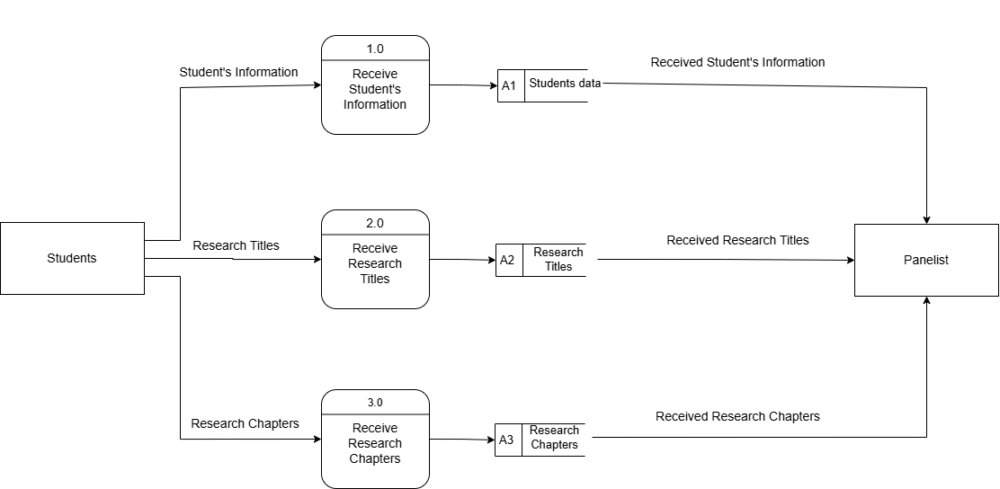 1.0
Student's Information
Receive
Student's
Information
A1
Students data
Received Student's Information
Students
Research Titles
2.0
Receive
Research
Titles
A2
Research
Titles
Received Research Titles
Panelist
Research Chapters
3.0
Receive
Research
Chapters
A3
Research
Chapters
Received Research Chapters